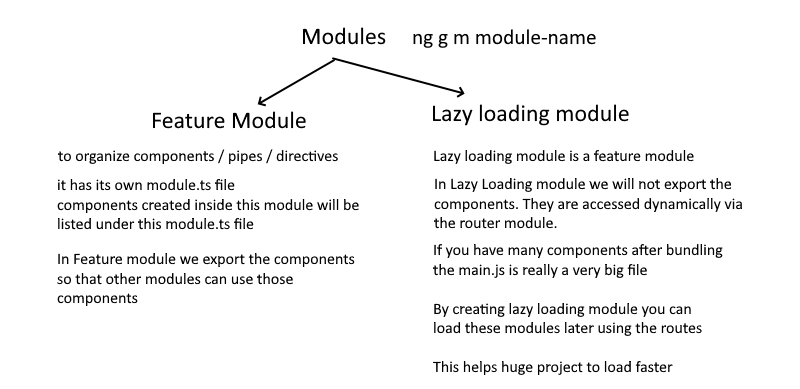 Modules ng g m module-name
Feature Module
to organize components / pipes / directives
it has its own module.ts file
components created inside this module will be
listed under this module.ts file
In Feature module we export the components
so that other modules can use those
components
Lazy loading module
Lazy loading module is a feature module
In Lazy Loading module we will not export the
components. They are accessed dynamically via
the router module.
If you have many components after bundling
the main.js is really a very big file
By creating lazy loading module you can
load these modules later using the routes
This helps huge project to load faster